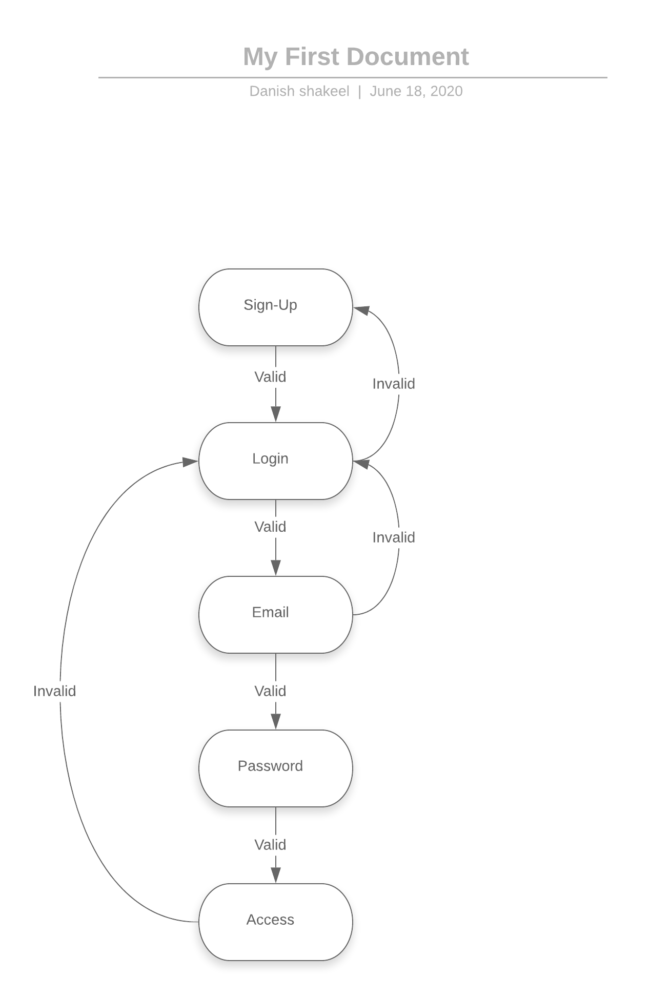 My First Document
Danish shakeel | June 18, 2020
Sign-Up
Valid
Invalid
Login
Valid
Invalid
Email
Invalid
Valid
Password
Valid
Access